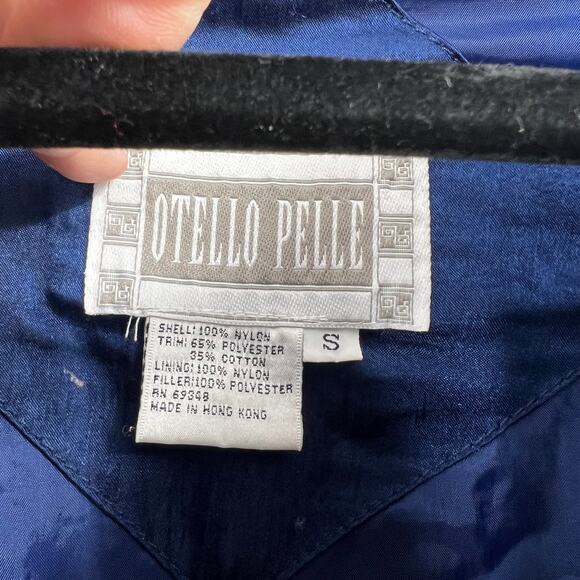 OTELLO PELLE
S
SHELL: 100% NYLON
TRIM: 65% POLYESTER
35% COTTON
LINING: 100% NYLON
FILLER: 100% POLYESTER
RN 69348
MADE IN HONG KONG